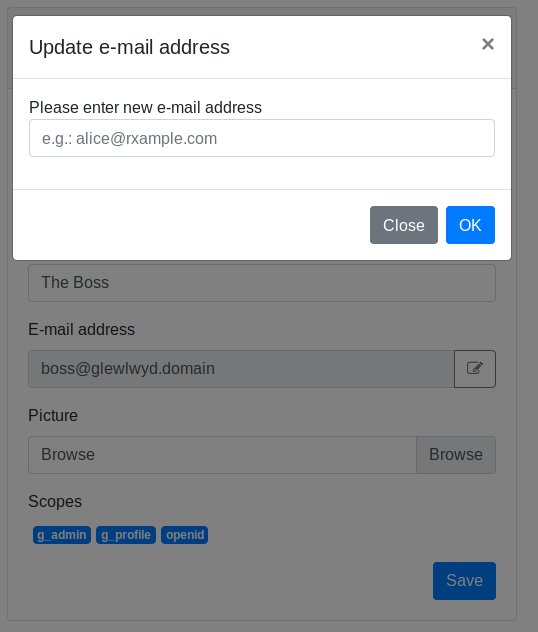 Update e-mail address ×
Please enter new e-mail address
e.g.: alice@rxample.com
Close OK
The Boss
E-mail address
boss@glewlwyd.domain
Picture
Browse Browse
Scopes
g_admin g_profile openid
Save